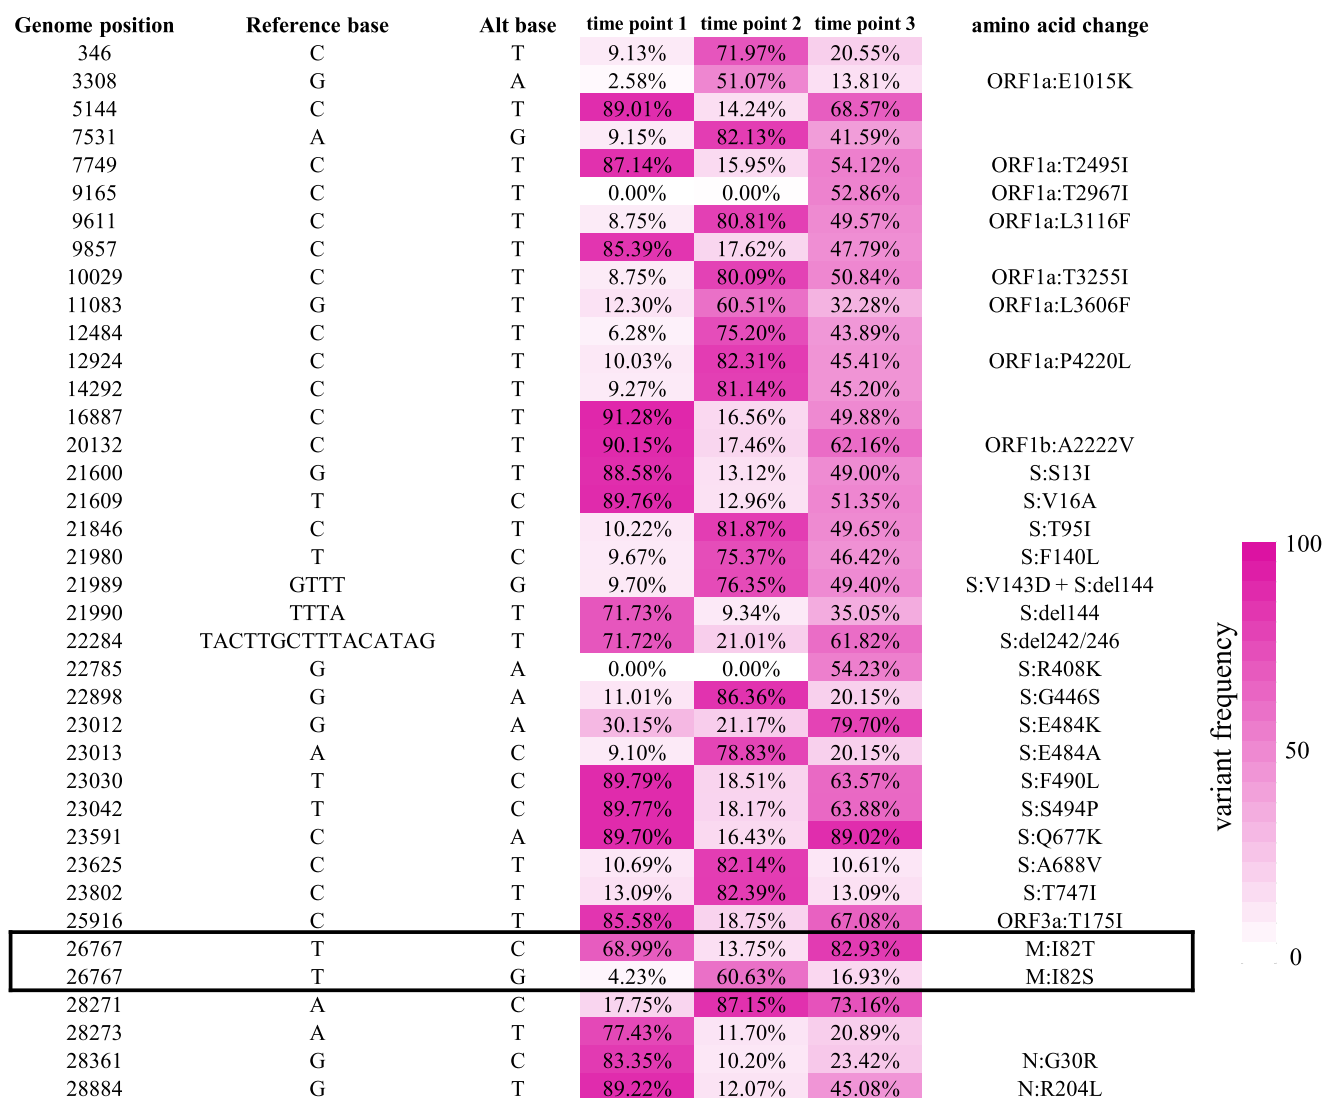 Genome position Reference base Alt base time point 1 time point 2 time point 3 amino acid change
346 C T 9.13% 71.97% 20.55%
3308 G A 2.58% 51.07% 13.81% ORF1a:E1015K
5144 C T 89.01% 14.24% 68.57%
7531 A G 9.15% 82.13% 41.59%
7749 C T 87.14% 15.95% 54.12% ORF1a:T2495I
9165 C T 0.00% 0.00% 52.86% ORF1a:T2967I
9611 C T 8.75% 80.81% 49.57% ORF1a:L3116F
9857 C T 85.39% 17.62% 47.79%
10029 C T 8.75% 80.09% 50.84% ORF1a:T3255I
11083 G T 12.30% 60.51% 32.28% ORF1a:L3606F
12484 C T 6.28% 75.20% 43.89%
12924 C T 10.03% 82.31% 45.41% ORF1a:P4220L
14292 C T 9.27% 81.14% 45.20%
16887 C T 91.28% 16.56% 49.88%
20132 C T 90.15% 17.46% 62.16% ORF1b:A2222V
21600 G T 88.58% 13.12% 49.00% S:S13I
21609 T C 89.76% 12.96% 51.35% S:V16A
21846 C T 10.22% 81.87% 49.65% S:T95I
21980 T C 9.67% 75.37% 46.42% S:F140L
21989 GTTT G 9.70% 76.35% 49.40% S:V143D + S:del144
21990 TTTA T 71.73% 9.34% 35.05% S:del144
22284 TACTTGCTTTACATAG T 71.72% 21.01% 61.82% S:del242/246
22785 G A 0.00% 0.00% 54.23% S:R408K
22898 G A 11.01% 86.36% 20.15% S:G446S
23012 G A 30.15% 21.17% 79.70% S:E484K
23013 A C 9.10% 78.83% 20.15% S:E484A
23030 T C 89.79% 18.51% 63.57% S:F490L
23042 T C 89.77% 18.17% 63.88% S:S494P
23591 C A 89.70% 16.43% 89.02% S:Q677K
23625 C T 10.69% 82.14% 10.61% S:A688V
23802 C T 13.09% 82.39% 13.09% S:T747I
25916 C T 85.58% 18.75% 67.08% ORF3a:T175I
26767 T C 68.99% 13.75% 82.93% M:I82T
26767 T G 4.23% 60.63% 16.93% M:I82S
28271 A C 17.75% 87.15% 73.16%
28273 A T 77.43% 11.70% 20.89%
28361 G C 83.35% 10.20% 23.42% N:G30R
28884 G T 89.22% 12.07% 45.08% N:R204L
variant frequency
100
50
0